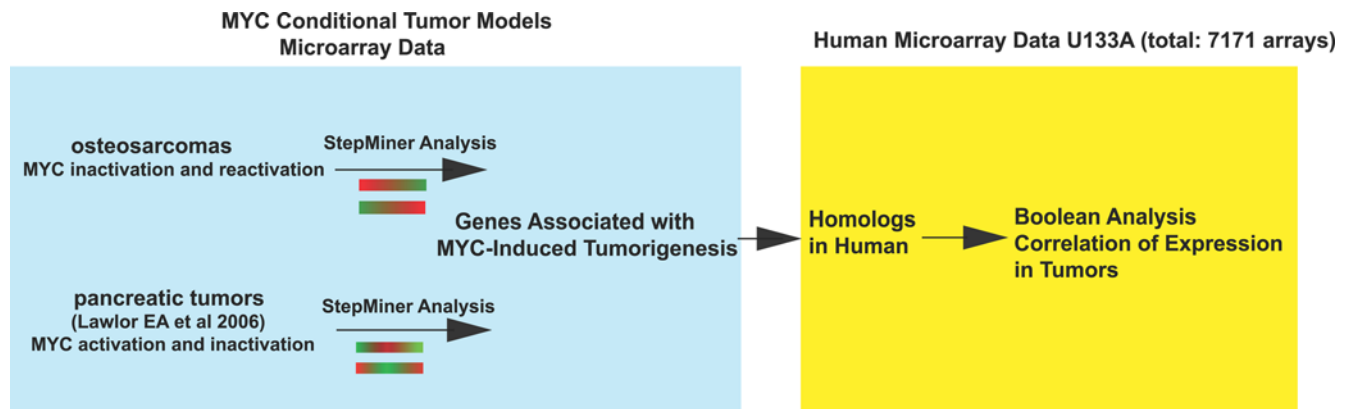 MYC Conditional Tumor Models
Microarray Data
Human Microarray Data U133A (total: 7171 arrays)
osteosarcomas
MYC inactivation and reactivation
StepMiner Analysis
Genes Associated with
MYC-Induced Tumorigenesis
pancreatic tumors
(Lawlor EA et al 2006)
MYC activation and inactivation
StepMiner Analysis
Homologs
in Human
Boolean Analysis
Correlation of Expression
in Tumors